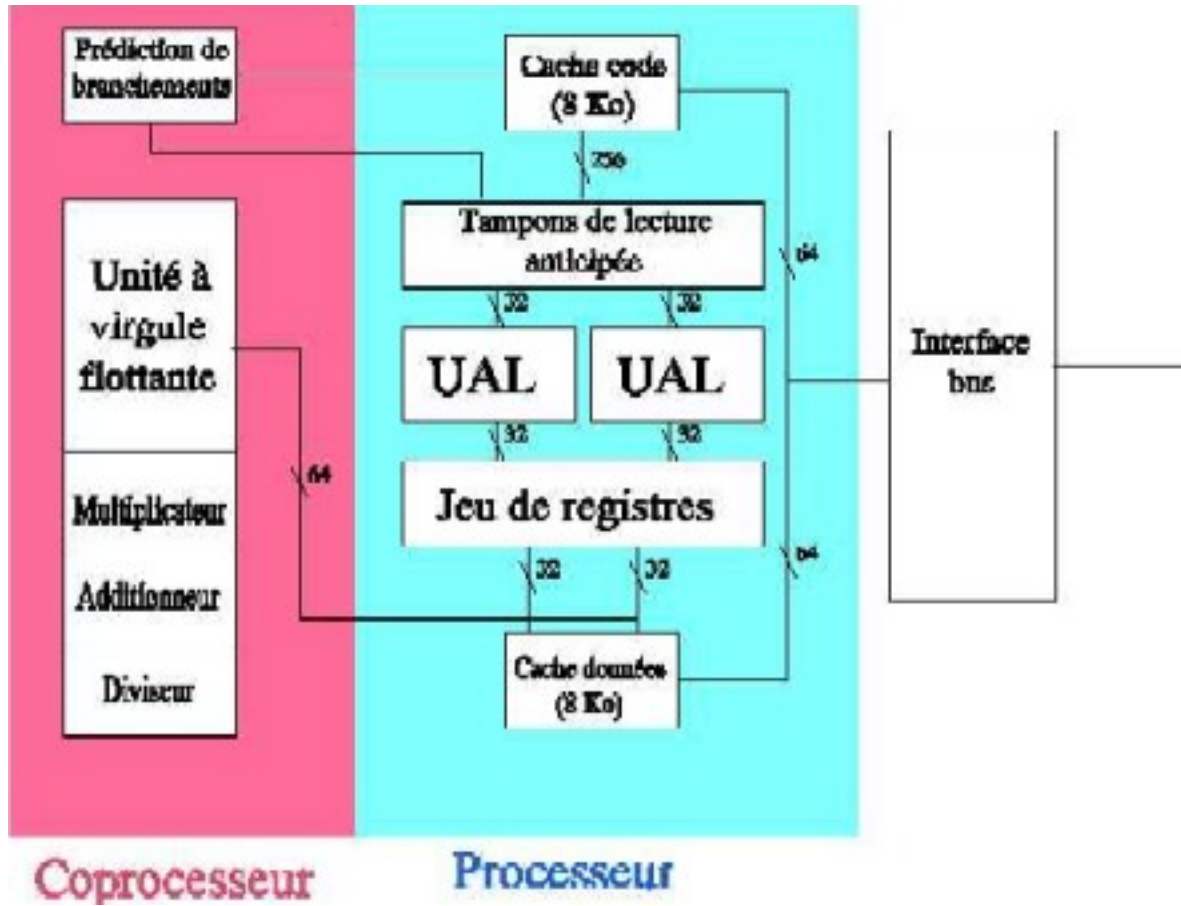 Prédiction de
branchements
Cache code
(8 Ko)
256
Tampons de lecture
anticipée
64
32
32
Unité à
virgule
flottante
UAL
UAL
Interface
bus
32
32
64
Jeu de registres
Multiplicateur
64
32
32
Additionneur
Cache données
(8 Ko)
Diviseur
Coprocesseur
Processeur